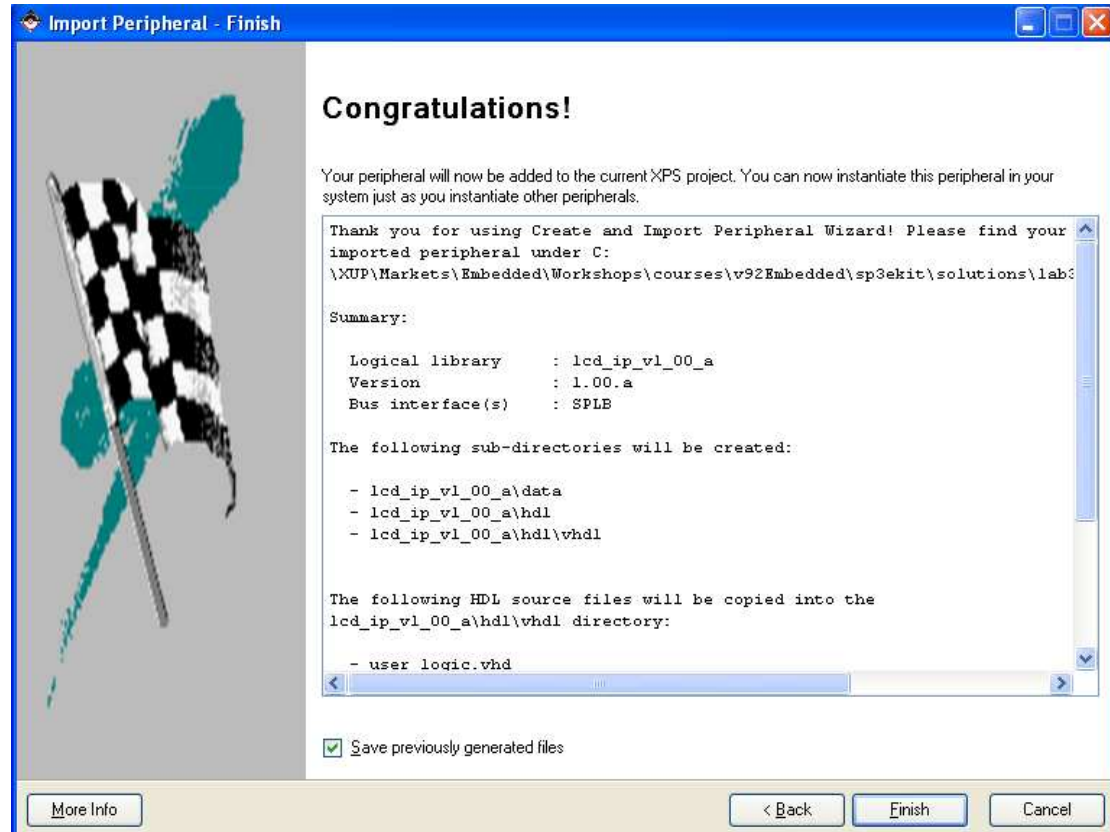 Import Peripheral - Finish
Congratulations!
Your peripheral will now be added to the current XPS project. You can now instantiate this peripheral in your
system just as you instantiate other peripherals.
Thank you for using Create and Import Peripheral Wizard! Please find your
imported peripheral under C:
\XUP\Markets\Embedded\Workshops\courses\v92Embedded\sp3ekit\solutions\lab3
Summary:
Logical library : lcd_ip_v1_00_a
Version : 1.00.a
Bus interface(s) : SPLB
The following sub-directories will be created:
- lcd_ip_v1_00_a\data
- lcd_ip_v1_00_a\hdl
- lcd_ip_v1_00_a\hdl\vhdl
The following HDL source files will be copied into the
lcd_ip_v1_00_a\hdl\vhdl directory:
- user_logic.vhd
Save previously generated files
More Info < Back Finish Cancel